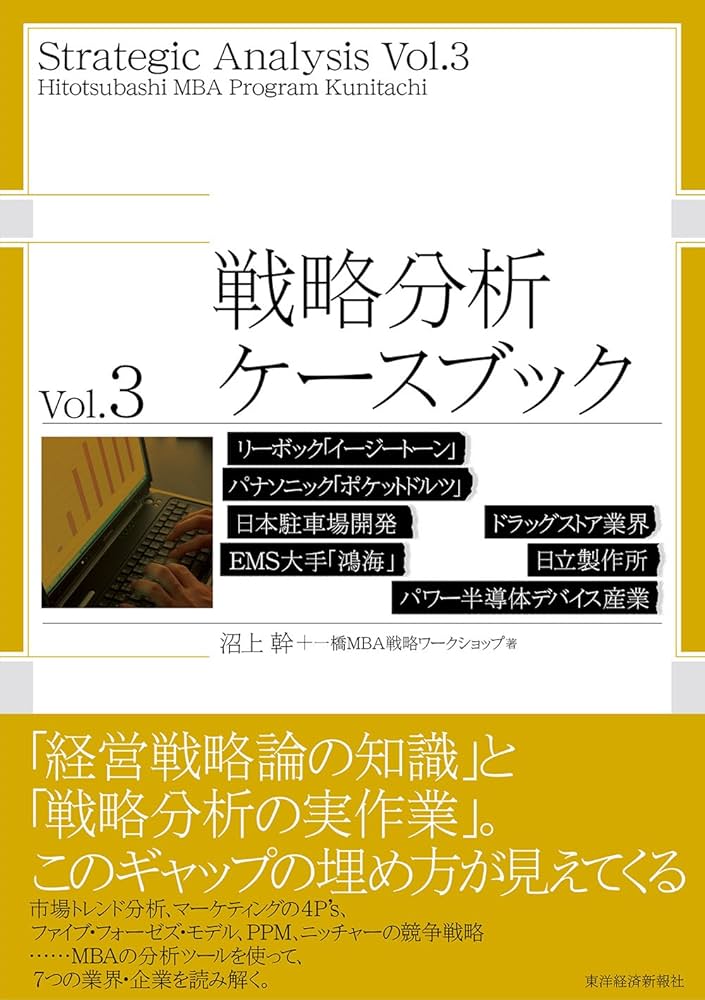 Strategic Analysis Vol.3
Hitotsubashi MBA Program Kunitachi
戦略分析
ケースブック
Vol.3
リーボック「イージートーン」
パナソニック「ポケットドルツ」
日本駐車場開発
ドラッグストア業界
EMS大手「鴻海」
日立製作所
パワー半導体デバイス産業
沼上 幹＋一橋MBA戦略ワークショップ著
「経営戦略論の知識」と
「戦略分析の実作業」。
このギャップの埋め方が見えてくる
市場トレンド分析、マーケティングの4P's、
ファイブ・フォーゼズ・モデル、PPM、ニッチャーの競争戦略
……MBAの分析ツールを使って、
7つの業界・企業を読み解く。
東洋経済新報社